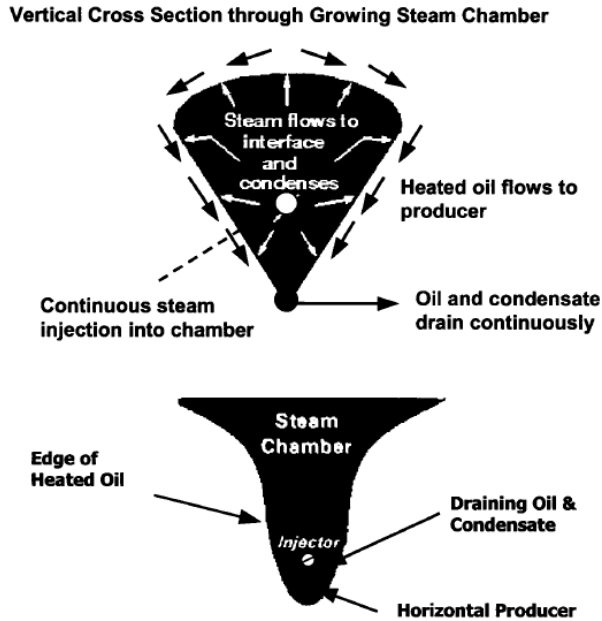 Vertical Cross Section through Growing Steam Chamber
Steam flows to
interface
and
condenses
Heated oil flows to
producer
Continuous steam
injection into chamber
Oil and condensate
drain continuously
Steam
Chamber
Edge of
Heated Oil
Draining Oil &
Condensate
Injector
Horizontal Producer